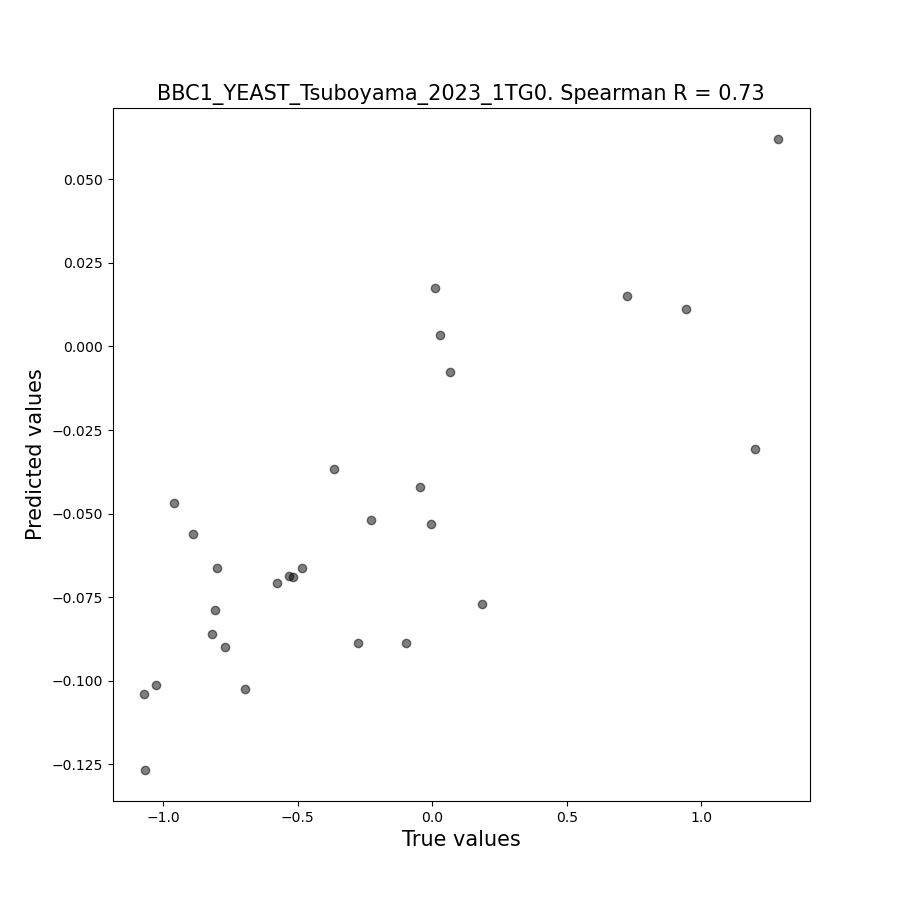 BBC1_YEAST_Tsuboyama_2023_1TG0. Spearman R = 0.73
0.050
0.025
0.000
−0.025
−0.050
−0.075
−0.100
−0.125
Predicted values
−1.0 −0.5 0.0 0.5 1.0
True values